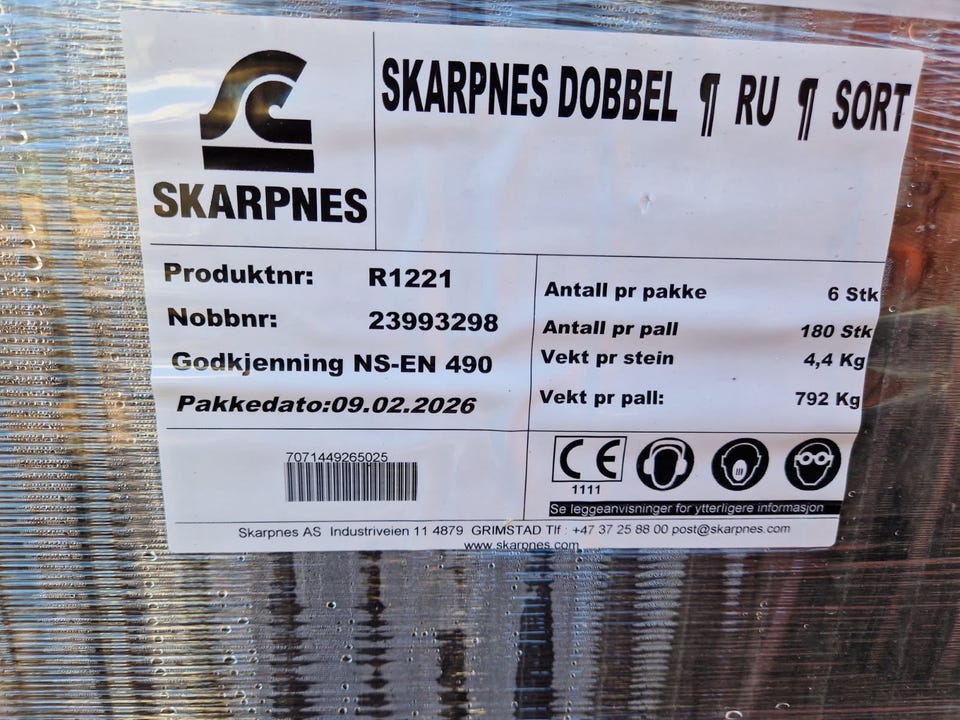 SKARPNES
SKARPNES DOBBEL ¶ RU ¶ SORT
Produktnr: R1221
Nobbnr: 23993298
Godkjenning NS-EN 490
Pakkedato:09.02.2026
Antall pr pakke 6 Stk
Antall pr pall 180 Stk
Vekt pr stein 4,4 Kg
Vekt pr pall: 792 Kg
7071449265025
CE
1111
Se leggeanvisninger for ytterligere informasjon
Skarpnes AS Industriveien 11 4879 GRIMSTAD Tlf : +47 37 25 88 00 post@skarpnes.com
www.skarpnes.com